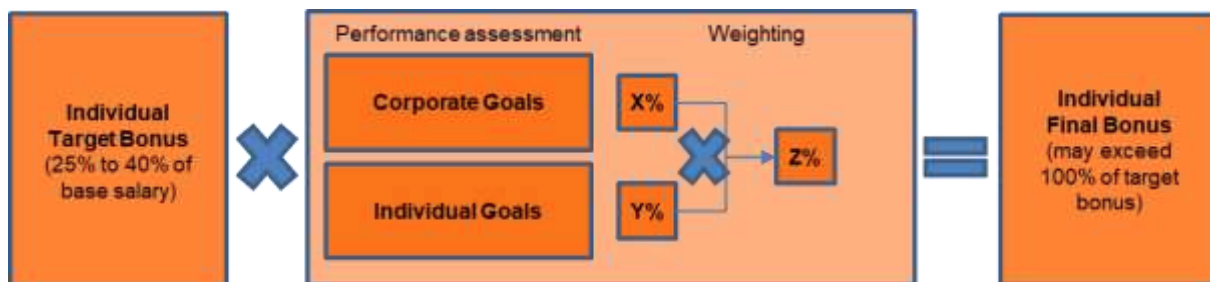 Individual
Target Bonus
(25% to 40% of
base salary)
Performance assessment
Weighting
Corporate Goals
X%
Individual Goals
Y%
Z%
Individual
Final Bonus
(may exceed
100% of target
bonus)